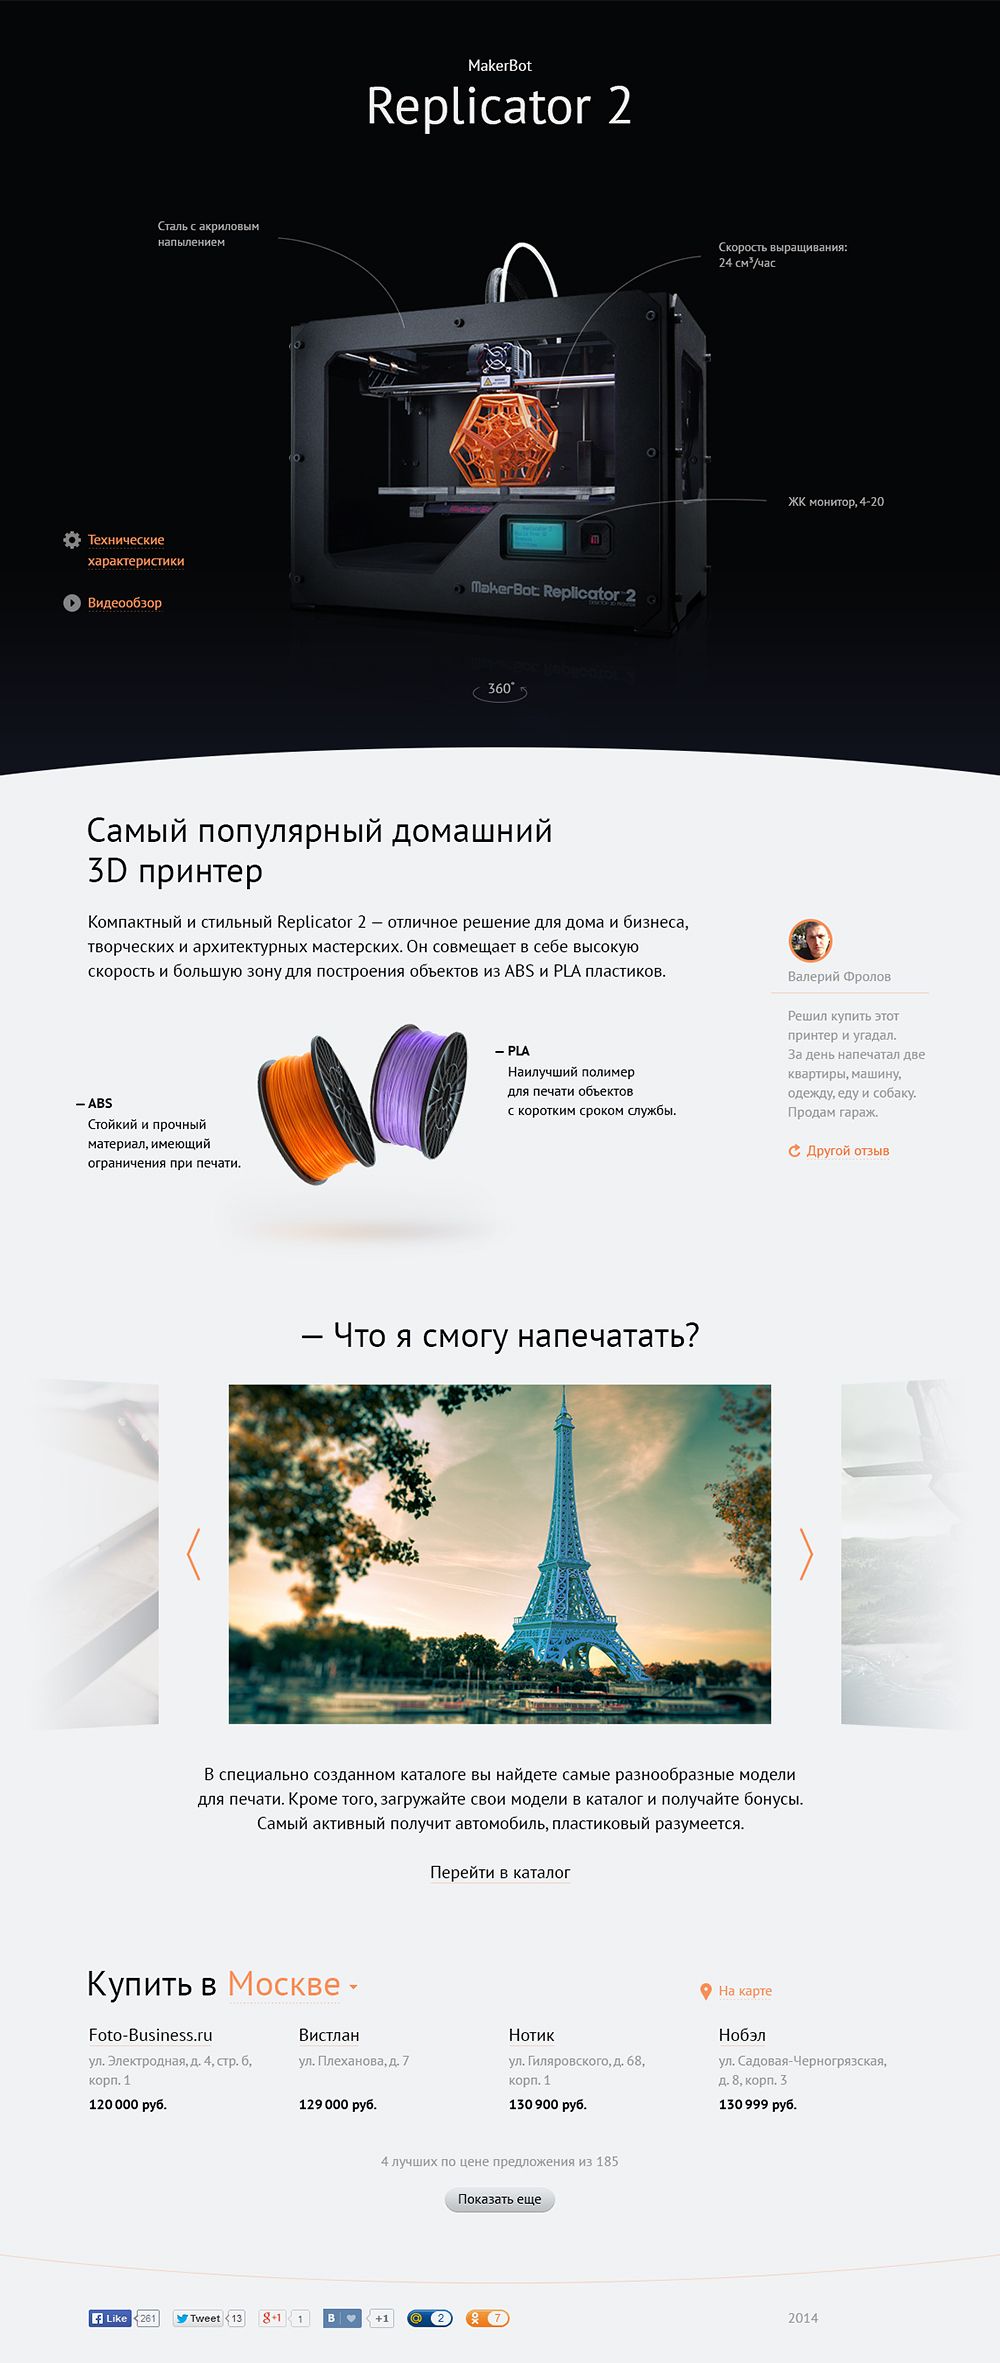 MakerBot
Replicator 2
Сталь с акриловым
напылением
Скорость выращивания:
24 см³/час
ЖК монитор, 4-20
MakerBot Replicator 2
Технические
характеристики
Видеообзор
360°
Самый популярный домашний
3D принтер
Компактный и стильный Replicator 2 — отличное решение для дома и бизнеса,
творческих и архитектурных мастерских. Он совмещает в себе высокую
скорость и большую зону для построения объектов из ABS и PLA пластиков.
— ABS
Стойкий и прочный
материал, имеющий
ограничения при печати.
— PLA
Наилучший полимер
для печати объектов
с коротким сроком службы.
Валерий Фролов
Решил купить этот
принтер и угадал.
За день напечатал две
квартиры, машину,
одежду, еду и собаку.
Продам гараж.
Другой отзыв
— Что я смогу напечатать?
В специально созданном каталоге вы найдете самые разнообразные модели
для печати. Кроме того, загружайте свои модели в каталог и получайте бонусы.
Самый активный получит автомобиль, пластиковый разумеется.
Перейти в каталог
Купить в Москве
На карте
Foto-Business.ru
ул. Электродная, д. 4, стр. б,
корп. 1
120 000 руб.
Вистлан
ул. Плеханова, д. 7
129 000 руб.
Нотик
ул. Гиляровского, д. 68,
корп. 1
130 900 руб.
Нобэл
ул. Садовая-Черногрязская,
д. 8, корп. 3
130 999 руб.
4 лучших по цене предложения из 185
Показать еще
Like 261 Tweet 13 g+1 1 B +1 @ 2 7
2014